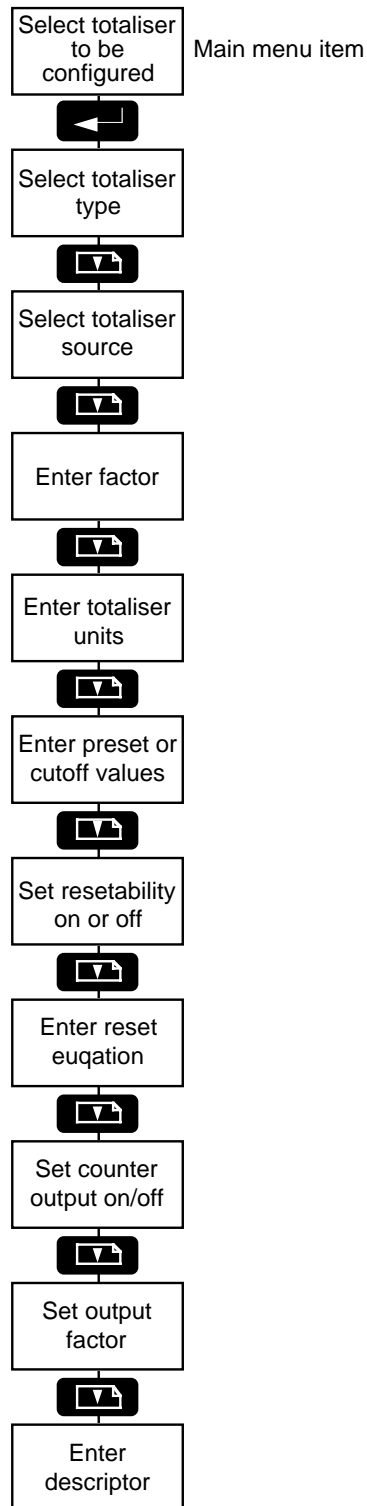 Select totaliser
to be
configured
Main menu item
Select totaliser
type
Select totaliser
source
Enter factor
Enter totaliser
units
Enter preset or
cutoff values
Set resetability
on or off
Enter reset
euqation
Set counter
output on/off
Set output
factor
Enter
descriptor